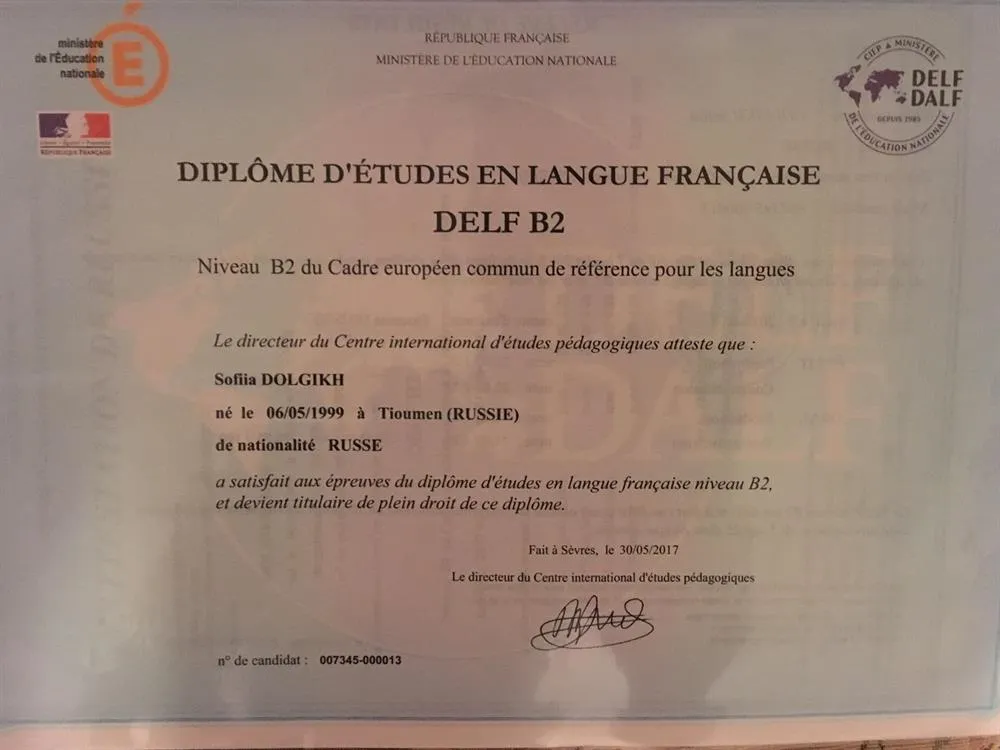 ministère
de l'Éducation
nationale
É
RÉPUBLIQUE FRANÇAISE
RÉPUBLIQUE FRANÇAISE
MINISTÈRE DE L'ÉDUCATION NATIONALE
CIEP & MINISTÈRE
DELF
DALF
DEPUIS 1985
DE L'ÉDUCATION NATIONALE
DIPLÔME D'ÉTUDES EN LANGUE FRANÇAISE
DELF B2
Niveau B2 du Cadre européen commun de référence pour les langues
Le directeur du Centre international d'études pédagogiques atteste que :
Sofiia DOLGIKH
né le 06/05/1999 à Tioumen (RUSSIE)
de nationalité RUSSE
a satisfait aux épreuves du diplôme d'études en langue française niveau B2,
et devient titulaire de plein droit de ce diplôme.
Fait à Sèvres, le 30/05/2017
Le directeur du Centre international d'études pédagogiques
n° de candidat : 007345-000013